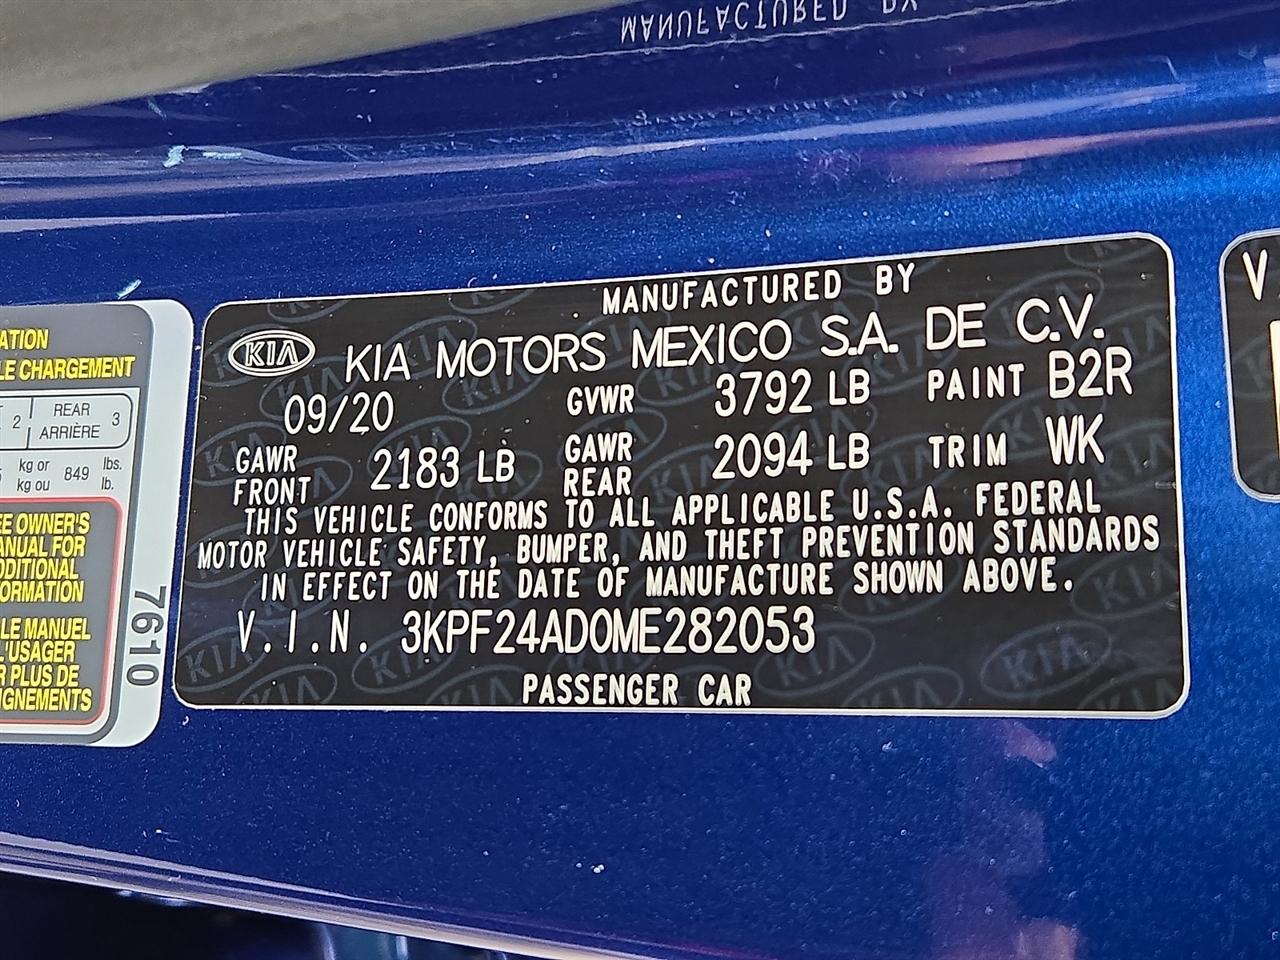 MANUFACTURED BY
ATION
LE CHARGEMENT
2 | REAR 3
ARRIÈRE
kg or 849 lbs.
kg ou lb.
EE OWNER'S
ANUAL FOR
DDITIONAL
ORMATION
LE MANUEL
L'USAGER
R PLUS DE
IGNEMENTS
7610
MANUFACTURED BY
KIA KIA MOTORS MEXICO S.A. DE C.V.
09/20 GVWR 3792 LB PAINT B2R
GAWR FRONT 2183 LB GAWR REAR 2094 LB TRIM WK
THIS VEHICLE CONFORMS TO ALL APPLICABLE U.S.A. FEDERAL
MOTOR VEHICLE SAFETY, BUMPER, AND THEFT PREVENTION STANDARDS
IN EFFECT ON THE DATE OF MANUFACTURE SHOWN ABOVE.
V.I.N. 3KPF24AD0ME282053
PASSENGER CAR
V